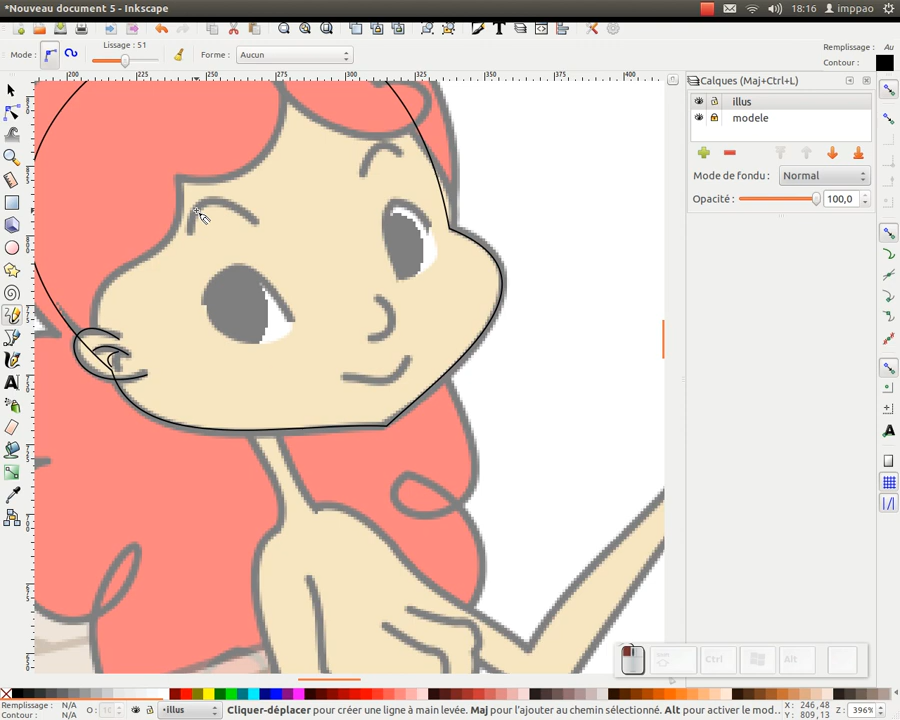 *Nouveau document 5 - Inkscape
18:16 imppao
Mode :
Lissage : 51
Forme :
Aucun
Remplissage : Au
Contour :
200 225 250 275 300 325 350 375 400
Calques (Maj+Ctrl+L)
illus
modele
Mode de fondu :
Normal
Opacité :
100,0
Ctrl
Alt
Remplissage : N/A
Contour : N/A
O :
•illus
Cliquer-déplacer pour créer une ligne à main levée. Maj pour l'ajouter au chemin sélectionné. Alt pour activer le mod…
X : 246,48
Y : 809,13
Z : 396%